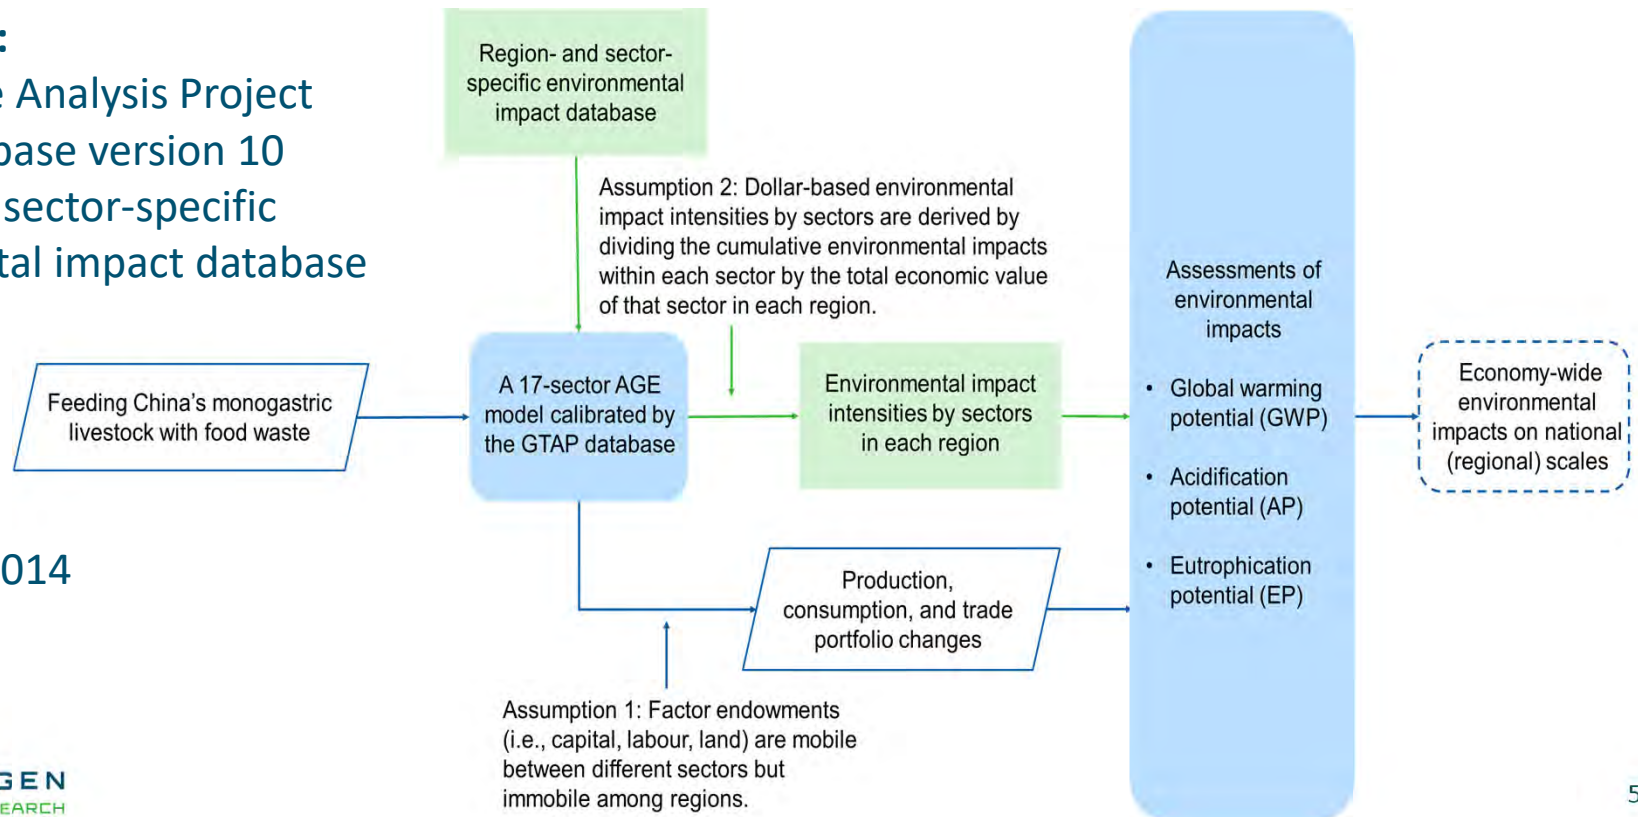 :
e Analysis Project
base version 10
sector-specific
tal impact database
014
Region- and sector-
specific environmental
impact database
Assumption 2: Dollar-based environmental
impact intensities by sectors are derived by
dividing the cumulative environmental impacts
within each sector by the total economic value
of that sector in each region.
Feeding China's monogastric
livestock with food waste
A 17-sector AGE
model calibrated by
the GTAP database
Environmental impact
intensities by sectors
in each region
Production,
consumption, and trade
portfolio changes
Assumption 1: Factor endowments
(i.e., capital, labour, land) are mobile
between different sectors but
immobile among regions.
Assessments of
environmental
impacts
• Global warming
potential (GWP)
• Acidification
potential (AP)
• Eutrophication
potential (EP)
Economy-wide
environmental
impacts on national
(regional) scales
GEN
EARCH
5